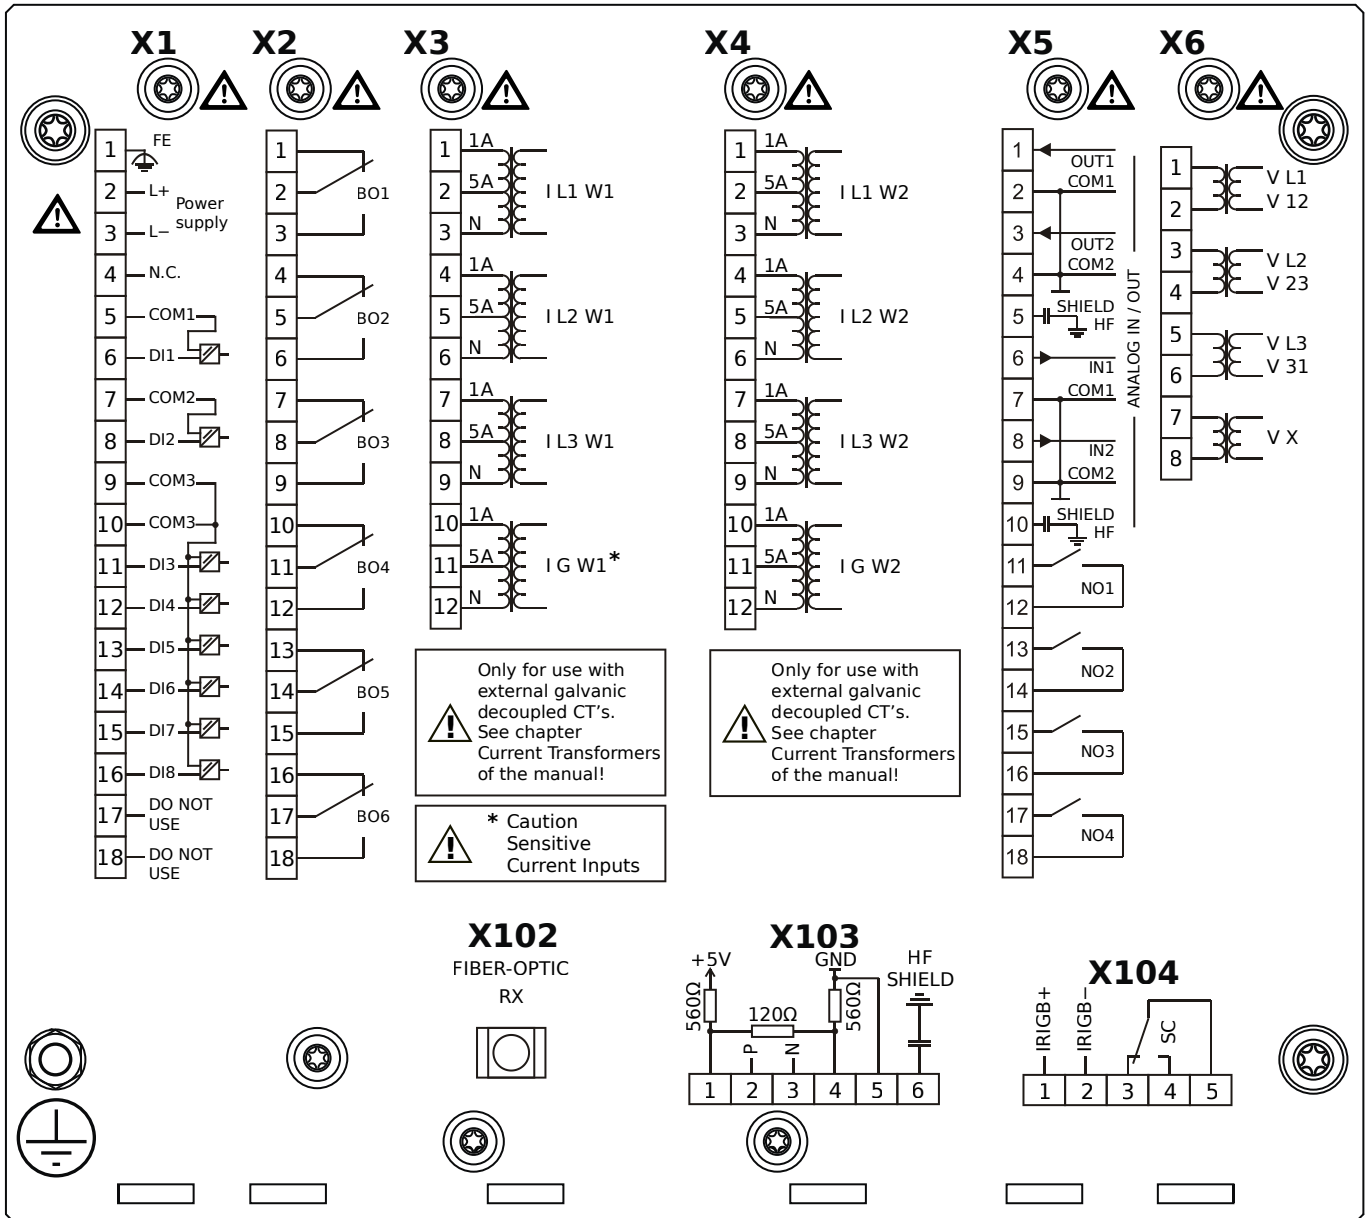 X1
X2
X3
X4
X5
X6
1
FE
2
L+
Power
supply
3
L−
4
N.C.
5
COM1
6
DI1
7
COM2
8
DI2
9
COM3
10
COM3
11
DI3
12
DI4
13
DI5
14
DI6
15
DI7
16
DI8
17
DO NOT
USE
18
DO NOT
USE
1
2
BO1
3
4
5
BO2
6
7
8
BO3
9
10
11
BO4
12
13
14
BO5
15
16
17
BO6
18
1
1A
2
5A
I L1 W1
3
N
4
1A
5
5A
I L2 W1
6
N
7
1A
8
5A
I L3 W1
9
N
10
1A
11
5A
I G W1*
12
N
Only for use with
external galvanic
decoupled CT's.
See chapter
Current Transformers
of the manual!
* Caution
Sensitive
Current Inputs
1
1A
2
5A
I L1 W2
3
N
4
1A
5
5A
I L2 W2
6
N
7
1A
8
5A
I L3 W2
9
N
10
1A
11
5A
I G W2
12
N
Only for use with
external galvanic
decoupled CT's.
See chapter
Current Transformers
of the manual!
1
OUT1
2
COM1
3
OUT2
4
COM2
5
SHIELD
HF
6
IN1
7
COM1
8
IN2
9
COM2
10
SHIELD
HF
ANALOG IN / OUT
11
NO1
12
13
NO2
14
15
NO3
16
17
NO4
18
1
V L1
2
V 12
3
V L2
4
V 23
5
V L3
6
V 31
7
V X
8
X102
FIBER-OPTIC
RX
X103
+5V
GND
HF
SHIELD
560Ω
120Ω
560Ω
P
N
1
2
3
4
5
6
X104
IRIGB+
IRIGB−
SC
1
2
3
4
5